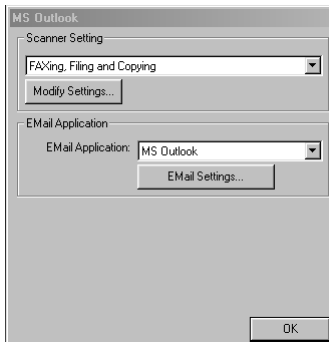 MS Outlook
Scanner Setting
FAXing, Filing and Copying
Modify Settings...
EMail Application
EMail Application: MS Outlook
EMail Settings...
OK